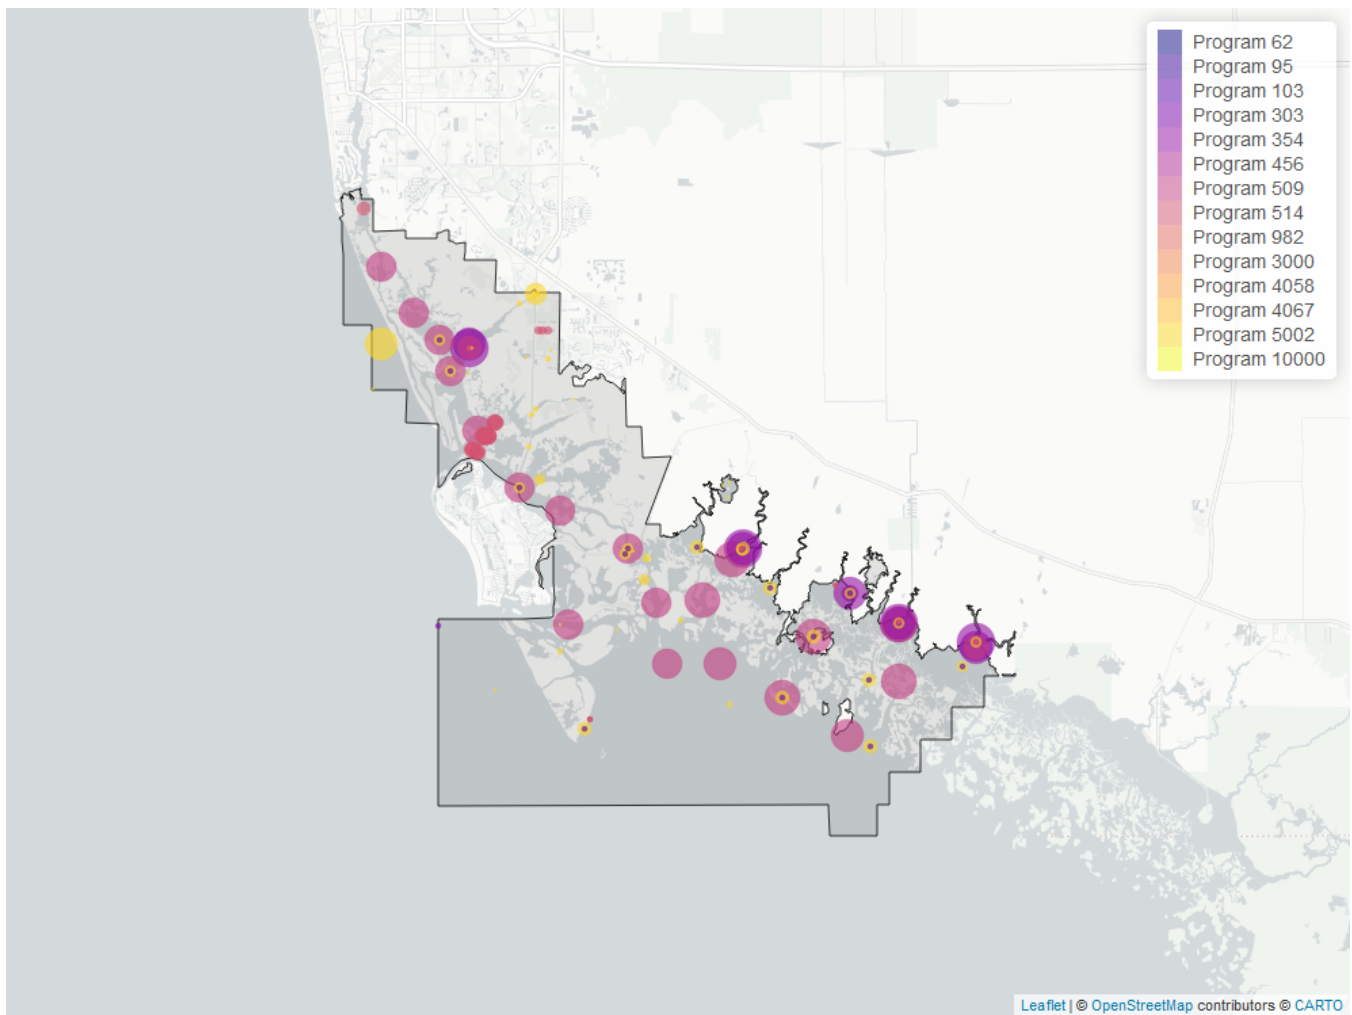 Program 62
Program 95
Program 103
Program 303
Program 354
Program 456
Program 509
Program 514
Program 982
Program 3000
Program 4058
Program 4067
Program 5002
Program 10000
Leaflet | © OpenStreetMap contributors © CARTO